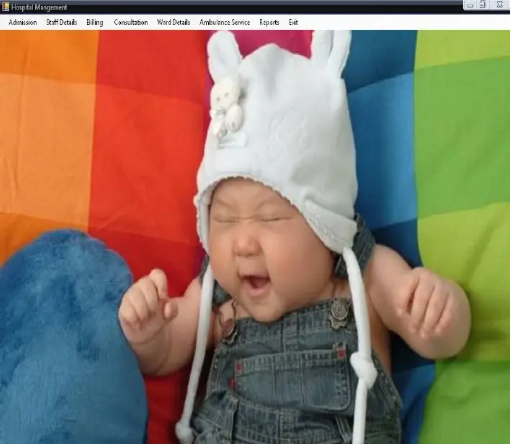 Hospital Mangement
Admission Staff Details Billing Consultation Ward Details Ambulance Service Reports Exit